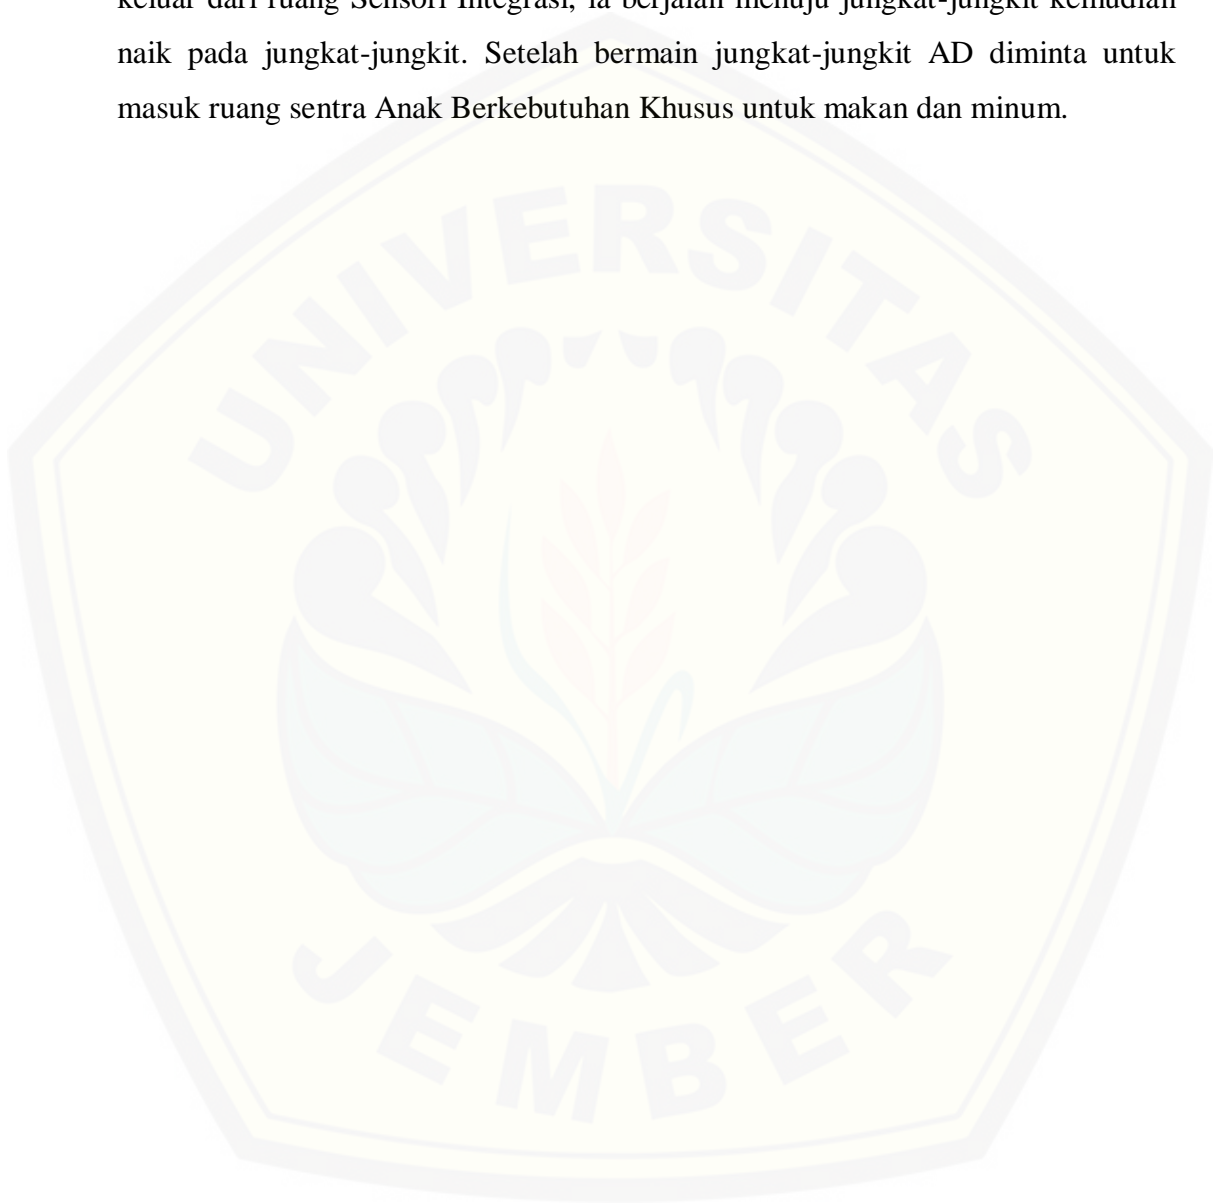 keluar dari ruang Sensori Integrasi, ia berjalan menuju jungkat-jungkit kemudian
naik pada jungkat-jungkit. Setelah bermain jungkat-jungkit AD diminta untuk
masuk ruang sentra Anak Berkebutuhan Khusus untuk makan dan minum.
UNIVERSITAS
JEMBER